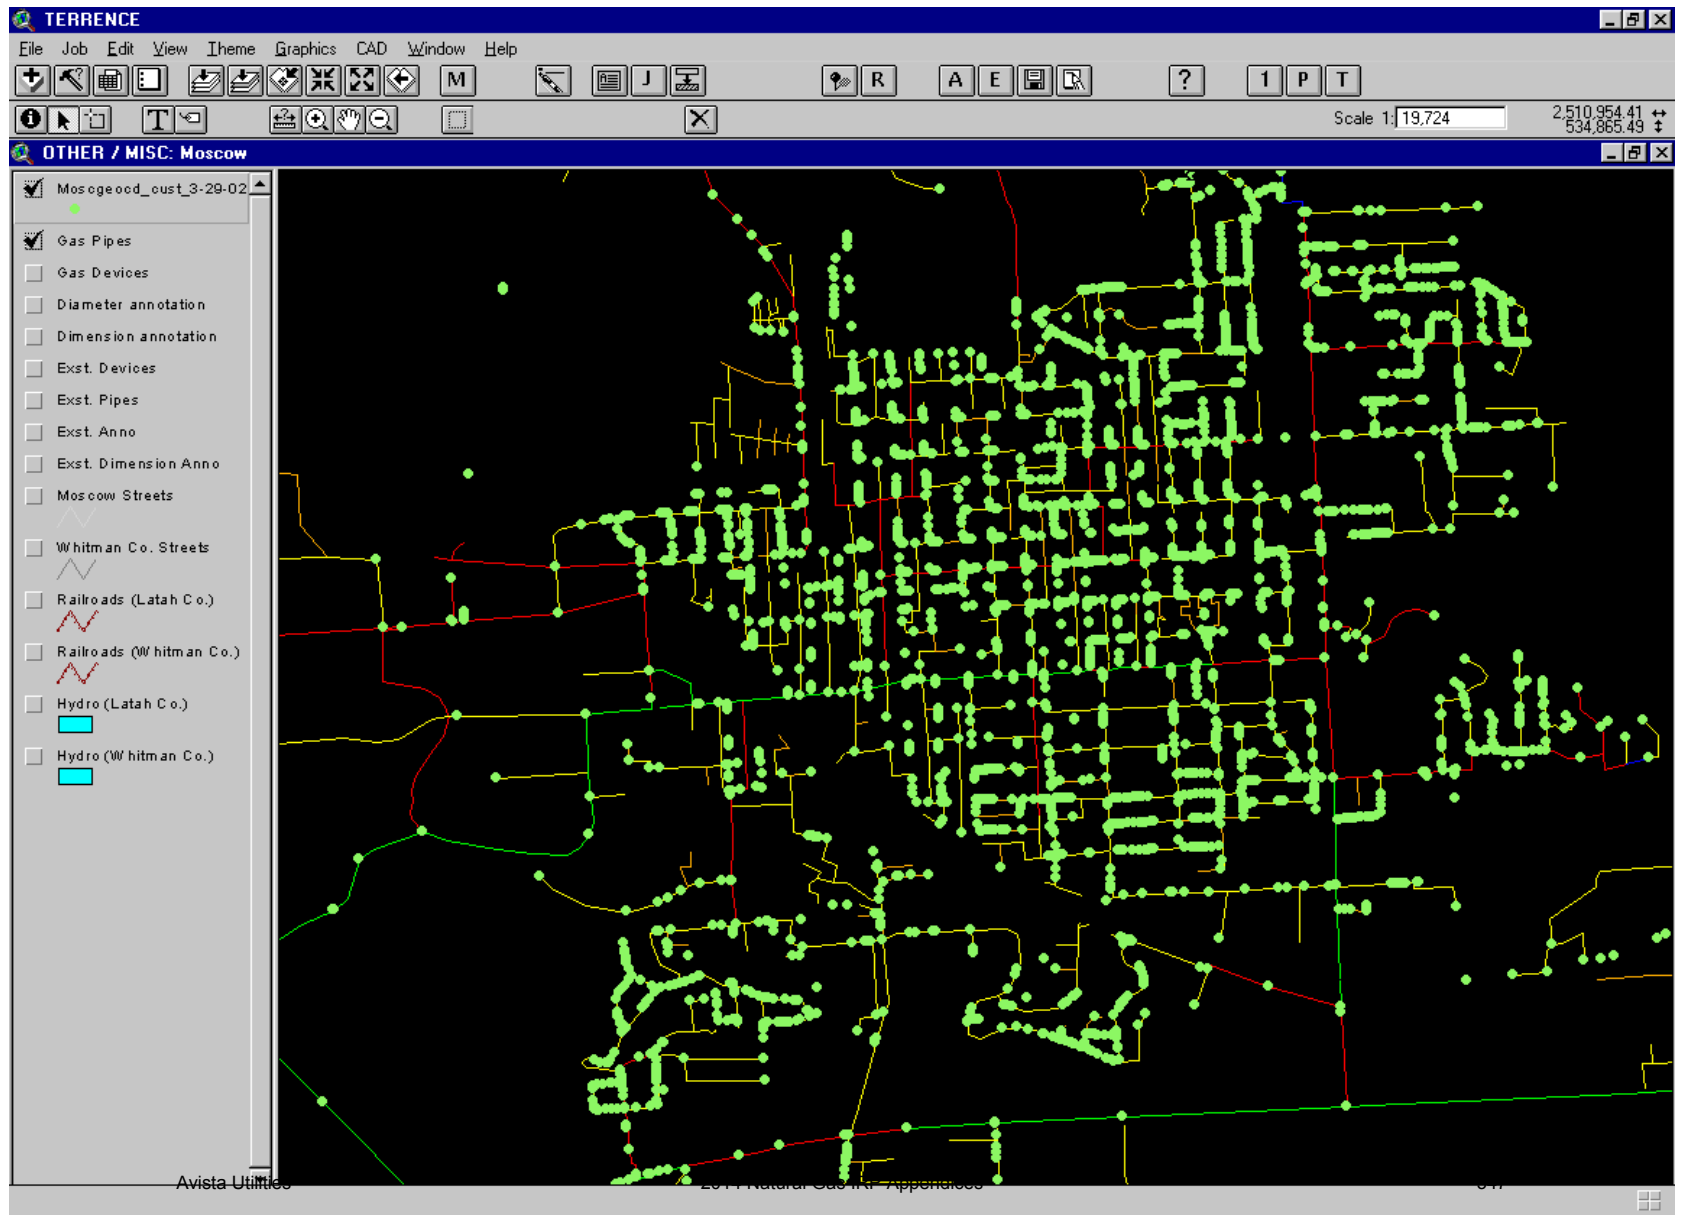 TERRENCE
File Job Edit View Theme Graphics CAD Window Help
M J R A E ? 1 P T
T Scale 1: 19,724 2,510,954.41
534,865.49
OTHER / MISC: Moscow
Moscgeocd_cust_3-29-02
Gas Pipes
Gas Devices
Diameter annotation
Dimension annotation
Exst. Devices
Exst. Pipes
Exst. Anno
Exst. Dimension Anno
Moscow Streets
Whitman Co. Streets
Railroads (Latah Co.)
Railroads (Whitman Co.)
Hydro (Latah Co.)
Hydro (Whitman Co.)
Avista Utilities